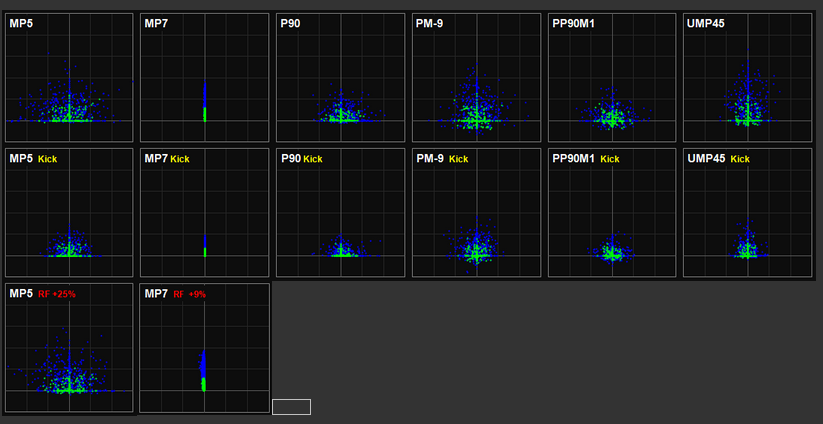 MP5
MP7
P90
PM-9
PP90M1
UMP45
MP5 Kick
MP7 Kick
P90 Kick
PM-9 Kick
PP90M1 Kick
UMP45 Kick
MP5 RF +25%
MP7 RF +9%